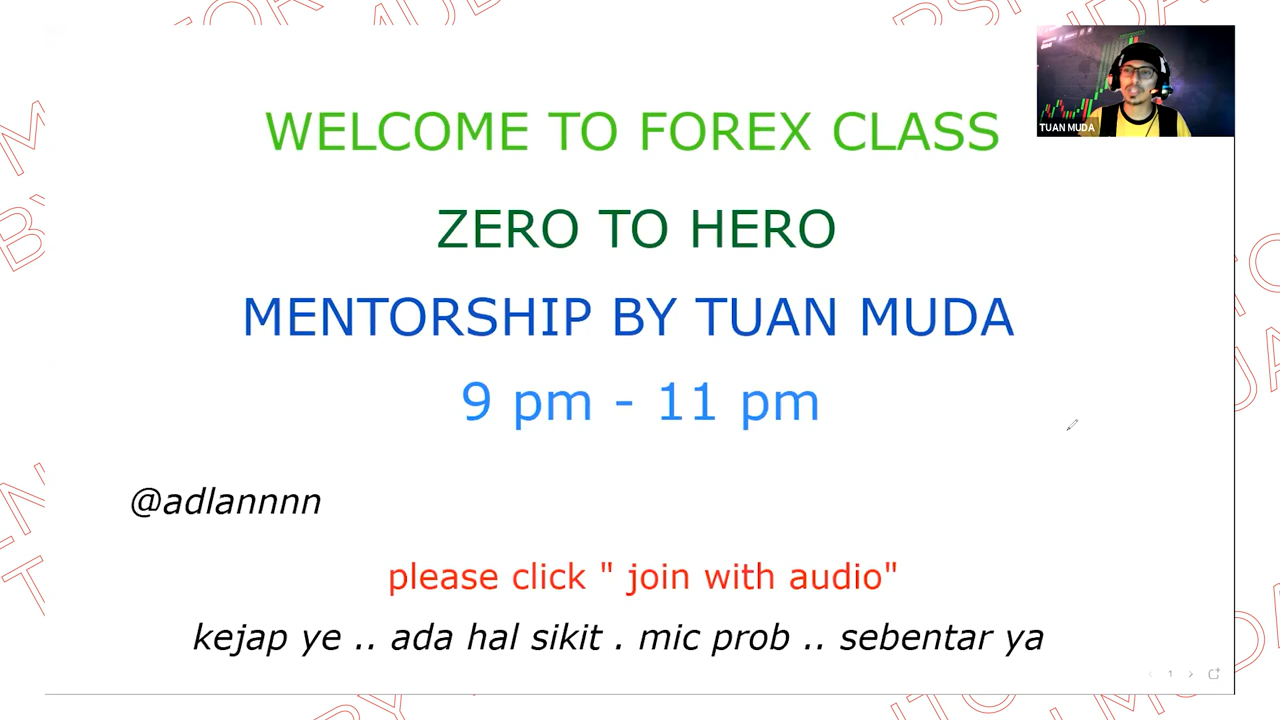 WELCOME TO FOREX CLASS
TUAN MUDA
ZERO TO HERO
MENTORSHIP BY TUAN MUDA
9 pm - 11 pm
@adlannnn
please click " join with audio"
kejap ye .. ada hal sikit . mic prob .. sebentar ya
1